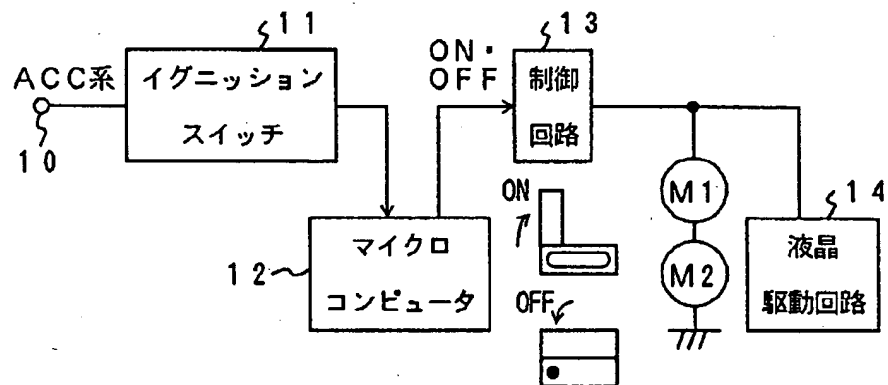 11
ACC系
10
イグニッション
スイッチ
ON・
OFF
13
制御
回路
12
マイクロ
コンピュータ
ON
OFF
M1
M2
14
液晶
駆動回路